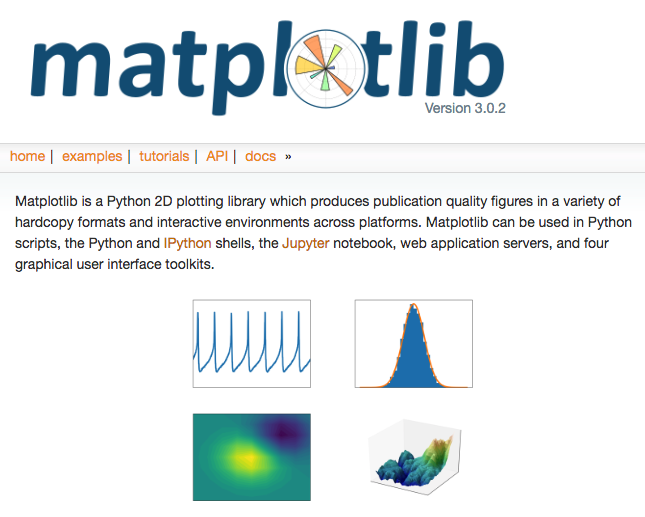 matplotlib
Version 3.0.2
home | examples | tutorials | API | docs »
Matplotlib is a Python 2D plotting library which produces publication quality figures in a variety of
hardcopy formats and interactive environments across platforms. Matplotlib can be used in Python
scripts, the Python and IPython shells, the Jupyter notebook, web application servers, and four
graphical user interface toolkits.